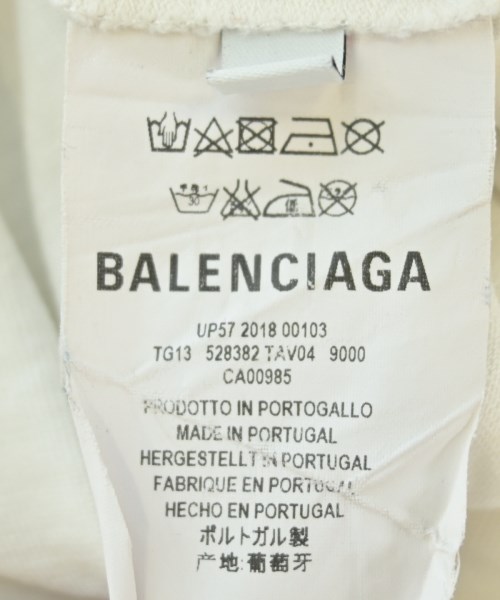 BALENCIAGA
UP57 2018 00103
TG13 528382 TAV04 9000
CA00985
PRODOTTO IN PORTOGALLO
MADE IN PORTUGAL
HERGESTELLT IN PORTUGAL
FABRIQUE EN PORTUGAL
HECHO EN PORTUGAL
ポルトガル製
产地:葡萄牙